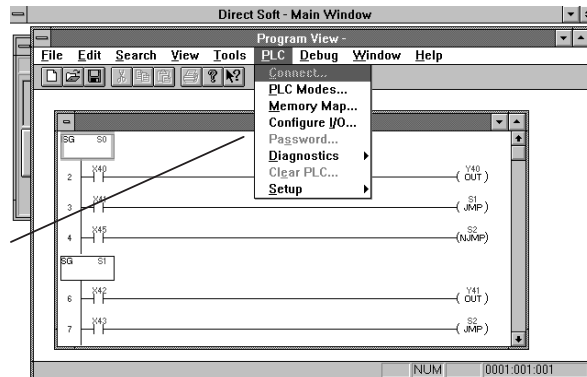 Direct Soft - Main Window
Program View -
File Edit Search View Tools PLC Debug Window Help
Connect...
PLC Modes...
Memory Map...
Configure I/O...
Password...
Diagnostics
Clear PLC...
Setup
SG S0
X40 Y40
2 OUT
X41 S1
3 JMP
X45 S2
4 NJMP
SG S1
X42 Y41
6 OUT
X43 S2
7 JMP
NUM 0001:001:001